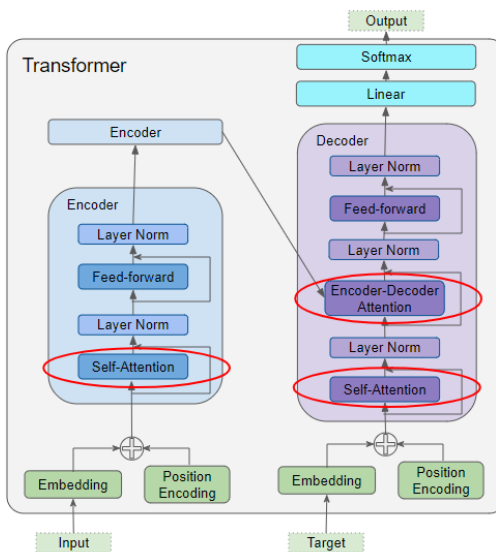 Output
Transformer
Softmax
Linear
Encoder
Encoder
Layer Norm
Feed-forward
Layer Norm
Self-Attention
Embedding
Position
Encoding
Input
Decoder
Layer Norm
Feed-forward
Layer Norm
Encoder-Decoder
Attention
Layer Norm
Self-Attention
Embedding
Position
Encoding
Target